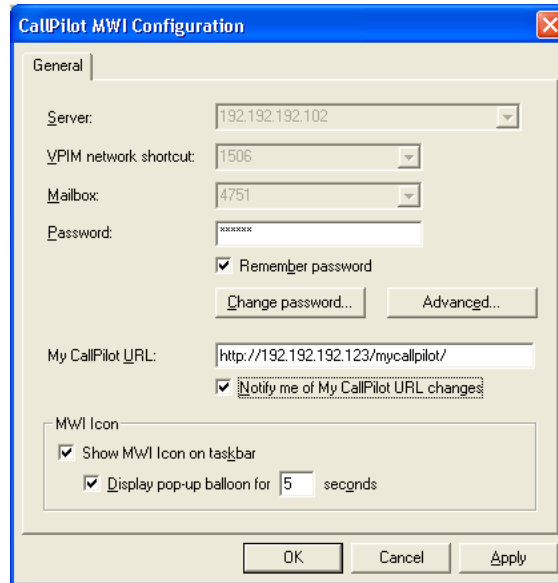 CallPilot MWI Configuration
General
Server: 192.192.192.102
VPIM network shortcut: 1506
Mailbox: 4751
Password: xxxxxx
Remember password
Change password... Advanced...
My CallPilot URL: http://192.192.192.123/mycallpilot/
Notify me of My CallPilot URL changes
MWI Icon
Show MWI Icon on taskbar
Display pop-up balloon for 5 seconds
OK Cancel Apply